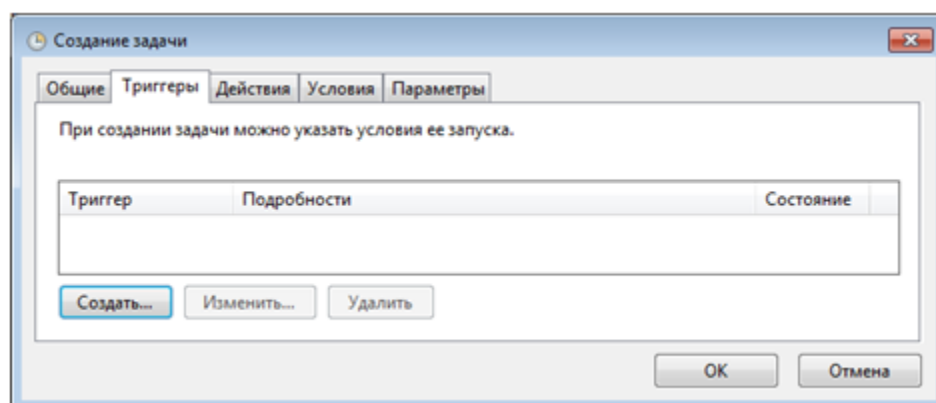 Создание задачи
Общие Триггеры Действия Условия Параметры
При создании задачи можно указать условия ее запуска.
Триггер Подробности Состояние
Создать... Изменить... Удалить
ОК Отмена